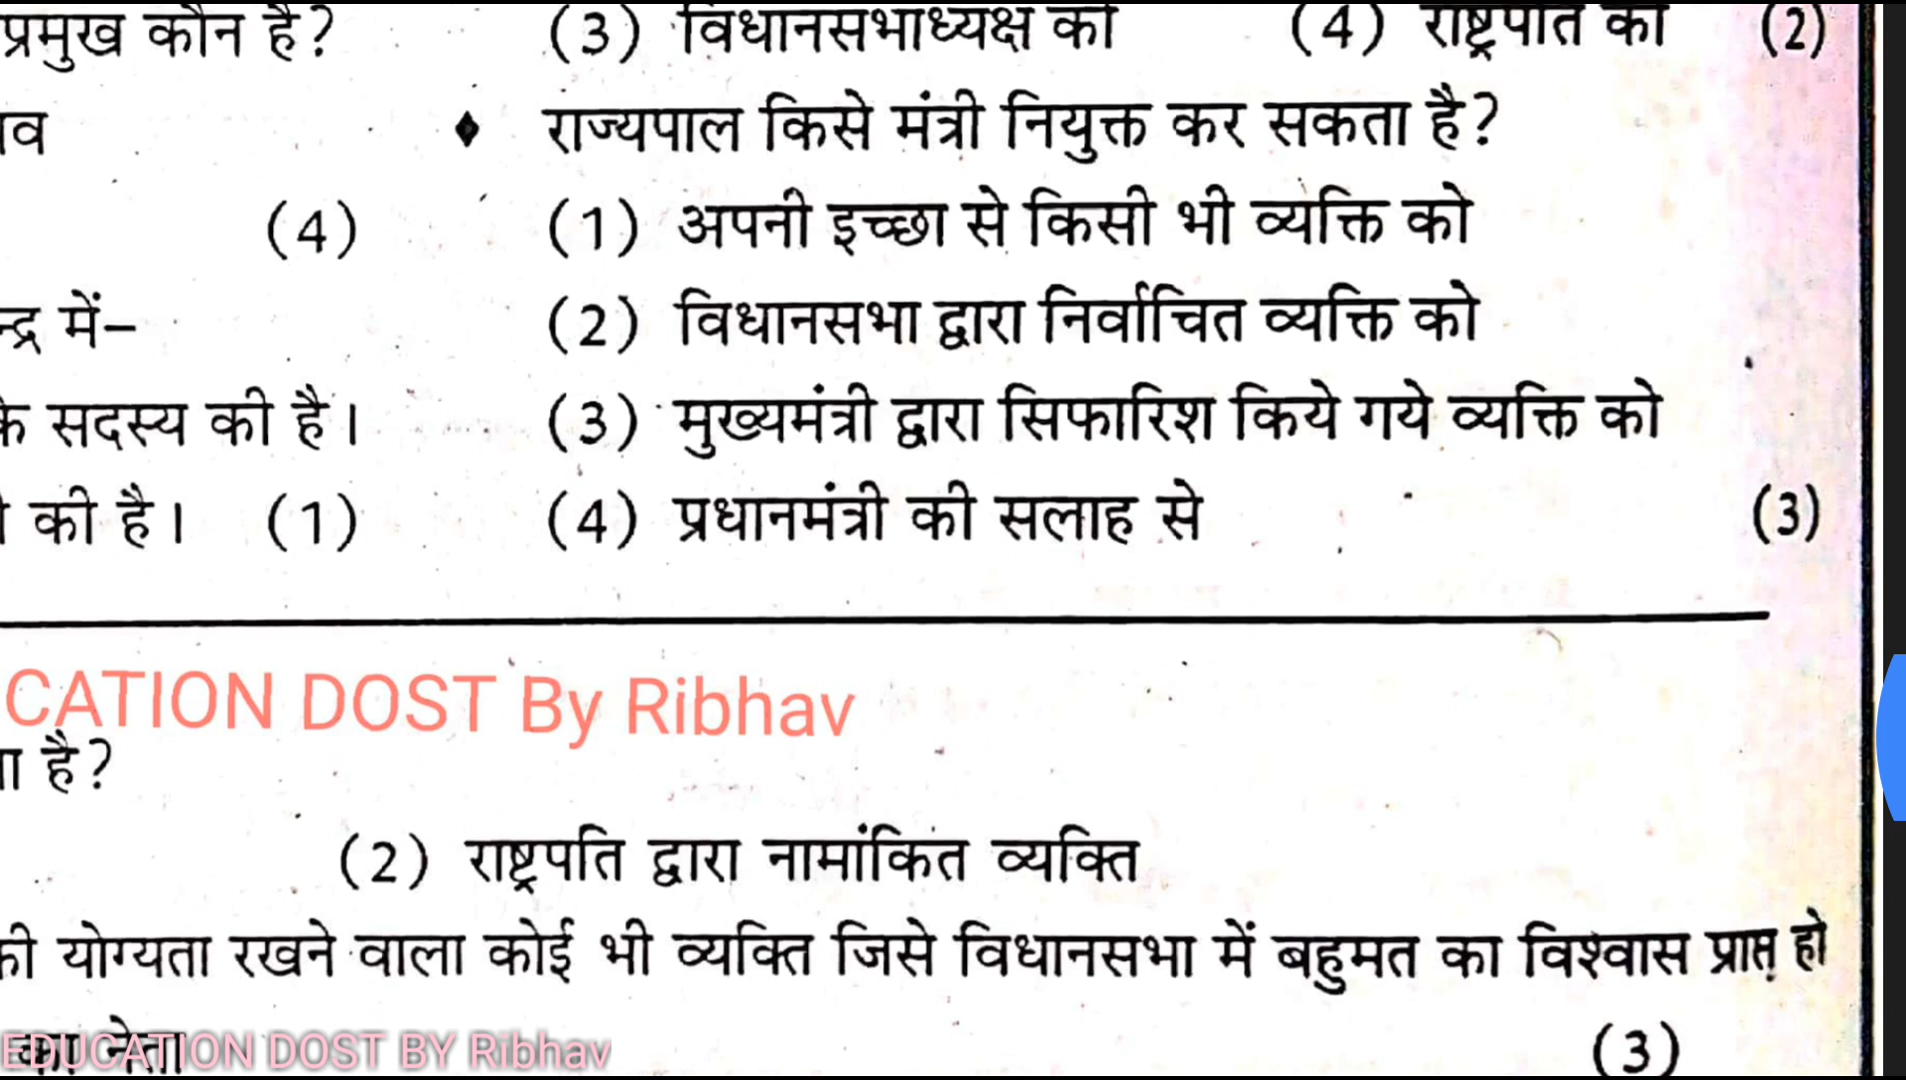 प्रमुख कौन है?
(4)
में–
सदस्य की है।
की है। (1)
(3) विधानसभाध्यक्ष को (4) राष्ट्रपति को (2)
♦ राज्यपाल किसे मंत्री नियुक्त कर सकता है?
(1) अपनी इच्छा से किसी भी व्यक्ति को
(2) विधानसभा द्वारा निर्वाचित व्यक्ति को
(3) मुख्यमंत्री द्वारा सिफारिश किये गये व्यक्ति को
(4) प्रधानमंत्री की सलाह से (3)
CATION DOST By Ribhav
है?
(2) राष्ट्रपति द्वारा नामांकित व्यक्ति
की योग्यता रखने वाला कोई भी व्यक्ति जिसे विधानसभा में बहुमत का विश्वास प्राप्त हो
का नेता (3)
EDUCATION DOST BY Ribhav